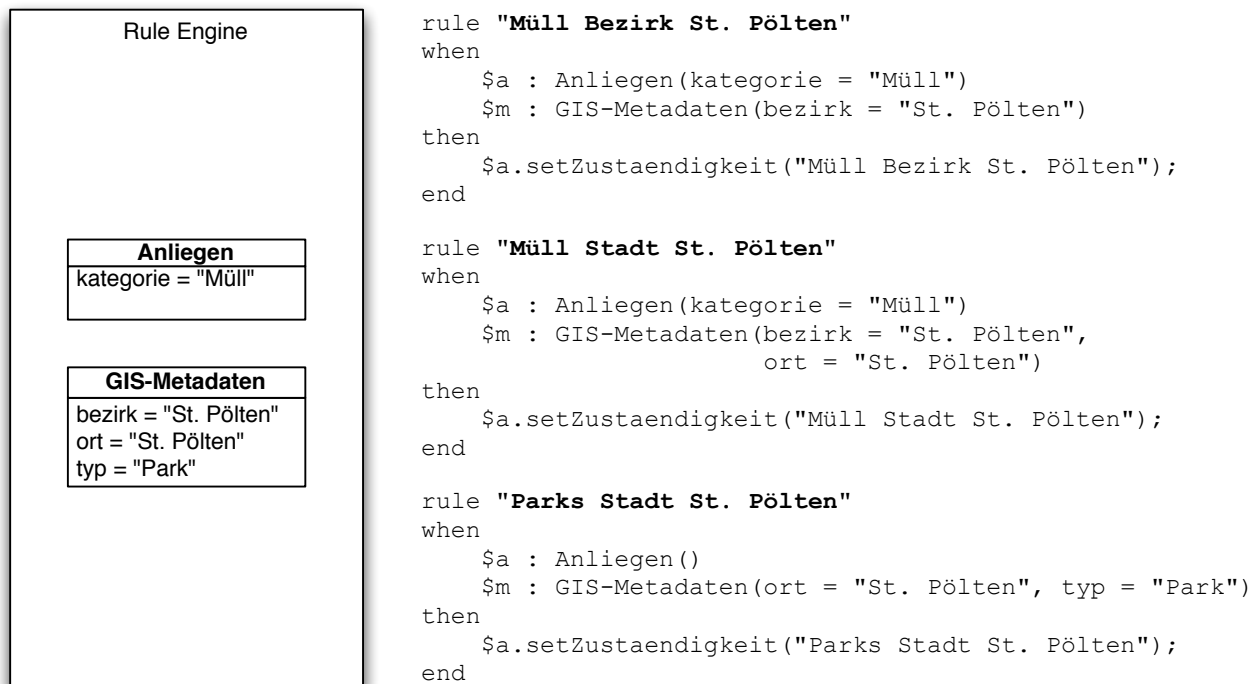 Rule Engine
Anliegen
kategorie = "Müll"
GIS-Metadaten
bezirk = "St. Pölten"
ort = "St. Pölten"
typ = "Park"
rule "Müll Bezirk St. Pölten"
when
    $a : Anliegen(kategorie = "Müll")
    $m : GIS-Metadaten(bezirk = "St. Pölten")
then
    $a.setZustaendigkeit("Müll Bezirk St. Pölten");
end
rule "Müll Stadt St. Pölten"
when
    $a : Anliegen(kategorie = "Müll")
    $m : GIS-Metadaten(bezirk = "St. Pölten",
                       ort = "St. Pölten")
then
    $a.setZustaendigkeit("Müll Stadt St. Pölten");
end
rule "Parks Stadt St. Pölten"
when
    $a : Anliegen()
    $m : GIS-Metadaten(ort = "St. Pölten", typ = "Park")
then
    $a.setZustaendigkeit("Parks Stadt St. Pölten");
end